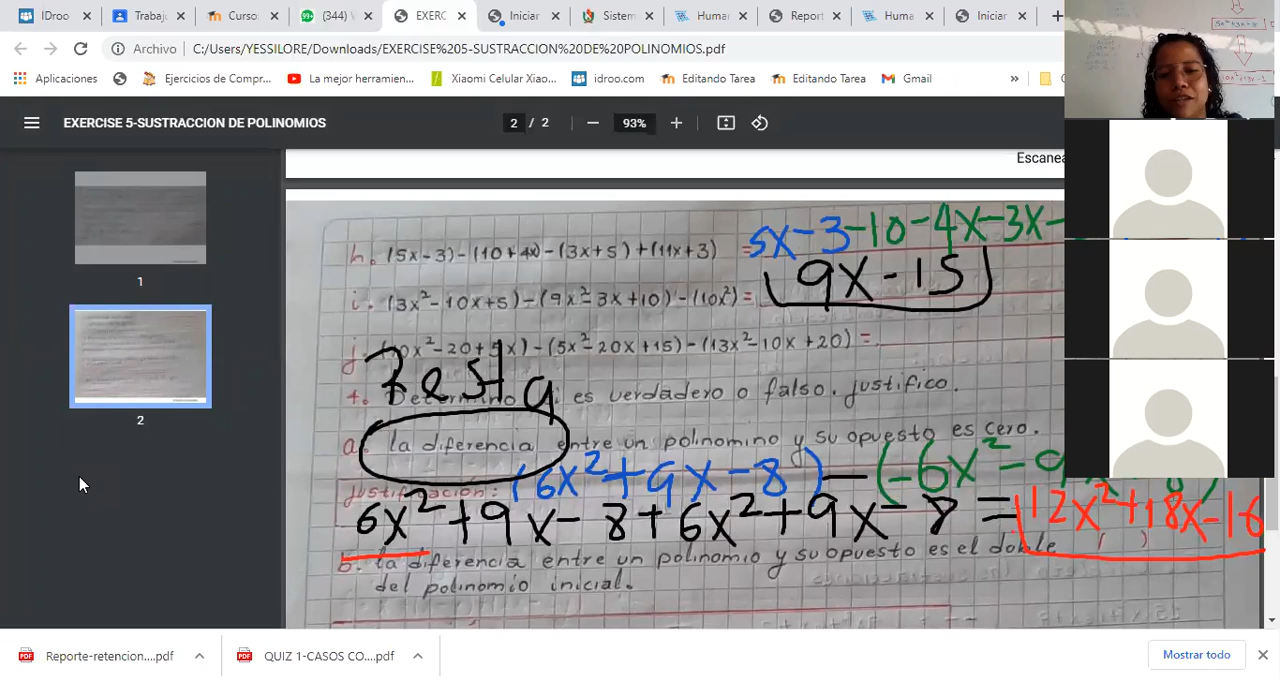 IDroo
Trabaj
Curso
99+ (344) W
EXERC
Iniciar
Sistem
Humar
Report
Huma
Iniciar
Archivo | C:/Users/YESSILORE/Downloads/EXERCISE%205-SUSTRACCION%20DE%20POLINOMIOS.pdf
Aplicaciones
Ejercicios de Compr...
La mejor herramien...
Xiaomi Celular Xiao...
idroo.com
Editando Tarea
Editando Tarea
Gmail
»
EXERCISE 5-SUSTRACCION DE POLINOMIOS
2 / 2
93%
1
2
Escanea
h. (5x-3)-(10+4x)-(3x+5)+(11x+3) = 5x-3-10-4x-3x-
9x-15
i. (3x²-10x+5)-(9x²-3x+10)-(10x²)=
j. 0x²-20+5x)-(5x²-20x+15)-(13x²-10x+20)=
Resta
4. Determino si es verdadero o falso. justifico.
a. la diferencia entre un polinomino y su opuesto es cero.
justificación: (6x²+9x-8)-(-6x²-9
6x²+9x-8+6x²+9x-8=12x²+18x-16
b. la diferencia entre un polinomio y su opuesto es el doble
del polinomio inicial.
Reporte-retencion....pdf
QUIZ 1-CASOS CO....pdf
Mostrar todo